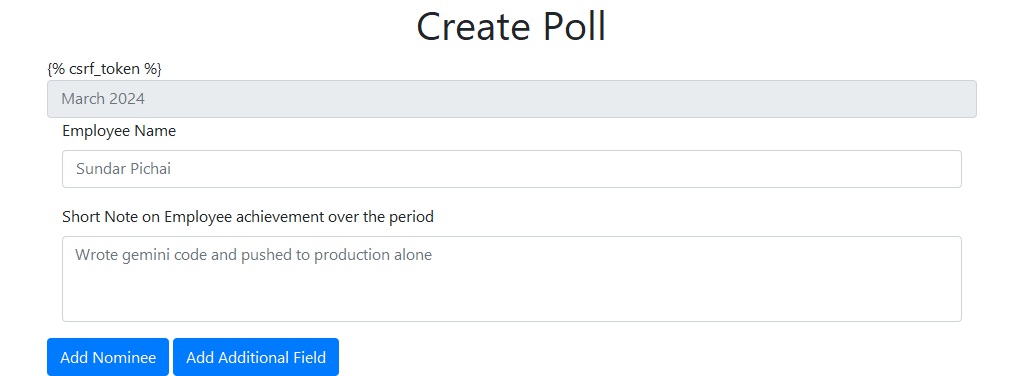 Create Poll
{% csrf_token %}
March 2024
Employee Name
Sundar Pichai
Short Note on Employee achievement over the period
Wrote gemini code and pushed to production alone
Add Nominee Add Additional Field